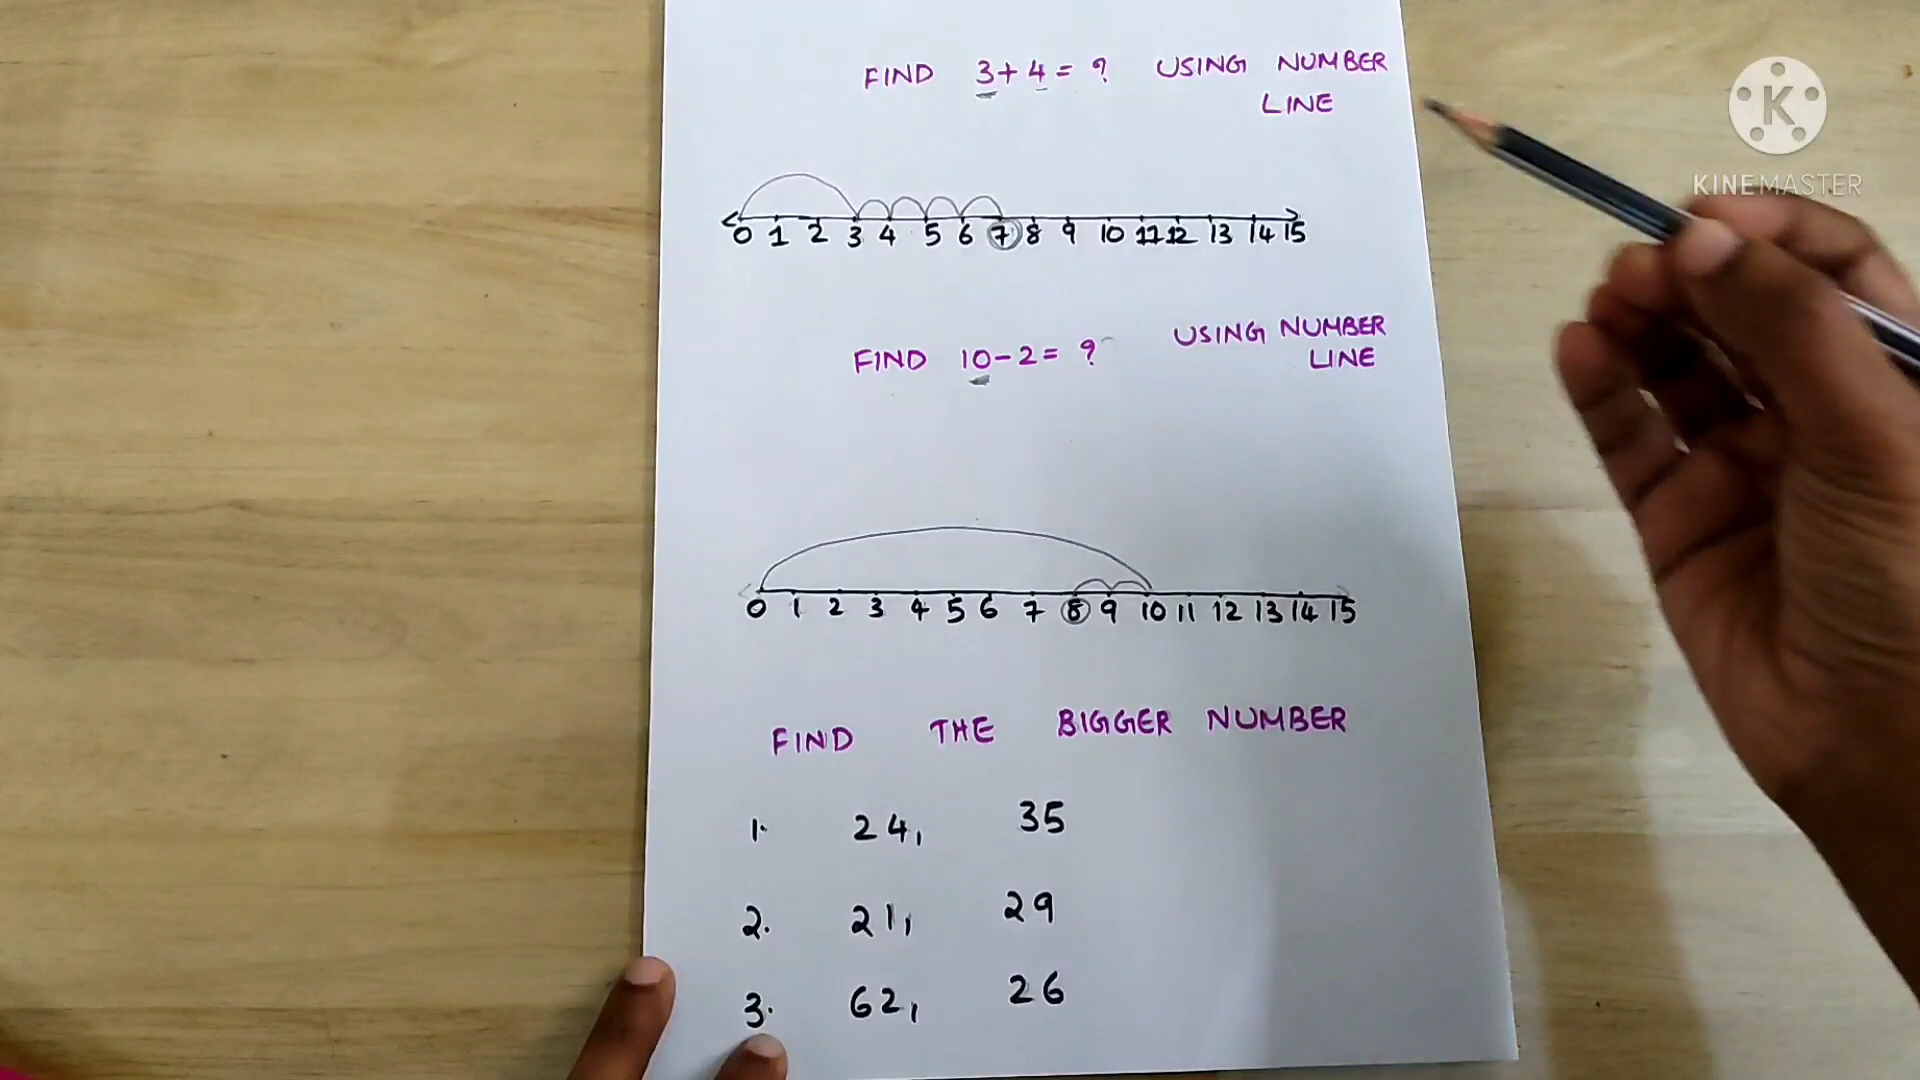 FIND 3+4 = ? USING NUMBER
LINE
K
KINEMASTER
0 1 2 3 4 5 6 7 8 9 10 11 12 13 14 15
FIND 10-2 = ? USING NUMBER
LINE
0 1 2 3 4 5 6 7 8 9 10 11 12 13 14 15
FIND THE BIGGER NUMBER
1. 24, 35
2. 21, 29
3. 62, 26